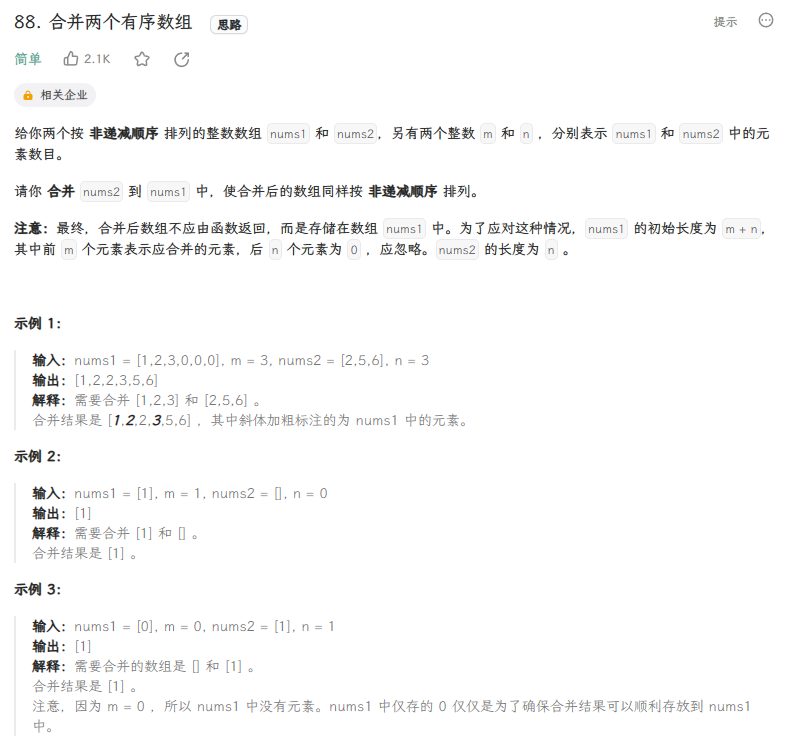 88. 合并两个有序数组 思路 提示
简单 2.1K
相关企业
给你两个按 非递减顺序 排列的整数数组 nums1 和 nums2，另有两个整数 m 和 n ，分别表示 nums1 和 nums2 中的元
素数目。
请你 合并 nums2 到 nums1 中，使合并后的数组同样按 非递减顺序 排列。
注意：最终，合并后数组不应由函数返回，而是存储在数组 nums1 中。为了应对这种情况，nums1 的初始长度为 m + n，
其中前 m 个元素表示应合并的元素，后 n 个元素为 0 ，应忽略。nums2 的长度为 n 。
示例 1：
输入：nums1 = [1,2,3,0,0,0], m = 3, nums2 = [2,5,6], n = 3
输出：[1,2,2,3,5,6]
解释：需要合并 [1,2,3] 和 [2,5,6] 。
合并结果是 [1,2,2,3,5,6] ，其中斜体加粗标注的为 nums1 中的元素。
示例 2：
输入：nums1 = [1], m = 1, nums2 = [], n = 0
输出：[1]
解释：需要合并 [1] 和 [] 。
合并结果是 [1] 。
示例 3：
输入：nums1 = [0], m = 0, nums2 = [1], n = 1
输出：[1]
解释：需要合并的数组是 [] 和 [1] 。
合并结果是 [1] 。
注意，因为 m = 0 ，所以 nums1 中没有元素。nums1 中仅存的 0 仅仅是为了确保合并结果可以顺利存放到 nums1
中。